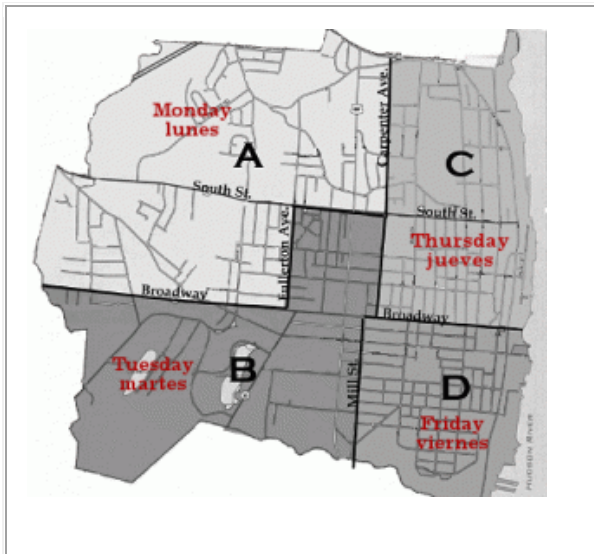 Monday
lunes
A
Carpenter Ave.
C
South St.
South St.
Fullerton Ave.
Thursday
jueves
Broadway
Broadway
Tuesday
martes
B
Mill St.
D
Friday
viernes
HUDSON RIVER